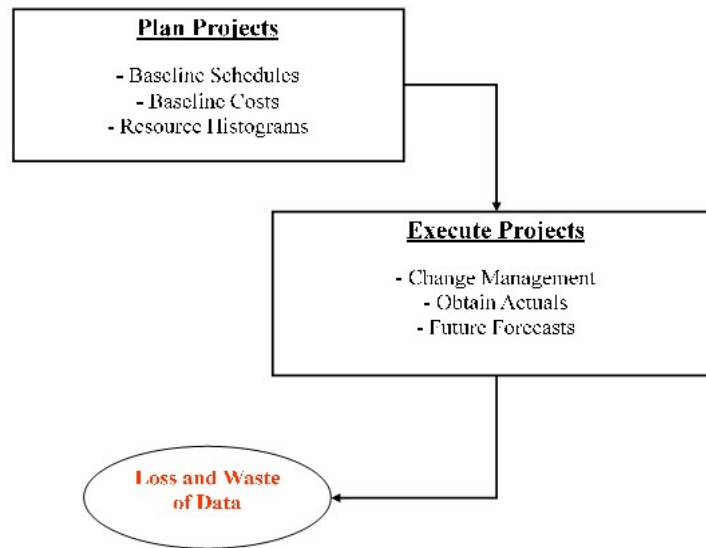 Plan Projects
- Baseline Schedules
- Baseline Costs
- Resource Histograms
Execute Projects
- Change Management
- Obtain Actuals
- Future Forecasts
Loss and Waste
of Data